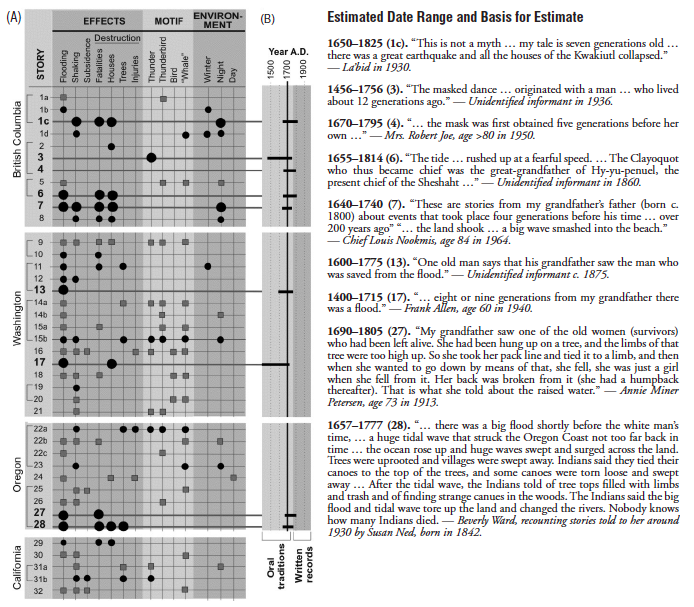 (A)
EFFECTS
MOTIF
ENVIRON-
MENT
(B)
Destruction
STORY
Flooding
Shaking
Subsidence
Fatalities
Houses
Trees
Injuries
Thunder
Thunderbird
Bird
"Whale"
Winter
Night
Day
Year A.D.
1500
1700
1900
British Columbia
1a
1b
1c
1d
2
3
4
5
6
7
8
Washington
9
10
11
12
13
14a
14b
15a
15b
16
17
18
19
20
21
Oregon
22a
22b
22c
23
24
25
26
27
28
California
29
30
31a
31b
32
Oral
traditions
Written
records
Estimated Date Range and Basis for Estimate
1650–1825 (1c). “This is not a myth … my tale is seven generations old …
there was a great earthquake and all the houses of the Kwakiutl collapsed.”
— La'bid in 1930.
1456–1756 (3). “The masked dance … originated with a man … who lived
about 12 generations ago.” — Unidentified informant in 1936.
1670–1795 (4). “… the mask was first obtained five generations before her
own …” – Mrs. Robert Joe, age >80 in 1950.
1655–1814 (6). “The tide … rushed up at a fearful speed. … The Clayoquot
who thus became chief was the great-grandfather of Hy-yu-penuel, the
present chief of the Sheshaht …” – Unidentified informant in 1860.
1640–1740 (7). “These are stories from my grandfather’s father (born c.
1800) about events that took place four generations before his time … over
200 years ago” “… the land shook … a big wave smashed into the beach.”
— Chief Louis Nookmis, age 84 in 1964.
1600–1775 (13). “One old man says that his grandfather saw the man who
was saved from the flood.” — Unidentified informant c. 1875.
1400–1715 (17). “… eight or nine generations from my grandfather there
was a flood.” – Frank Allen, age 60 in 1940.
1690–1805 (27). “My grandfather saw one of the old women (survivors)
who had been left alive. She had been hung up on a tree, and the limbs of that
tree were too high up. So she took her pack line and tied it to a limb, and then
when she wanted to go down by means of that, she fell, she was just a girl
when she fell from it. Her back was broken from it (she had a humpback
thereafter). That is what she told about the raised water.” — Annie Miner
Petersen, age 73 in 1913.
1657–1777 (28). “… there was a big flood shortly before the white man’s
time, … a huge tidal wave that struck the Oregon Coast not too far back in
time … the ocean rose up and huge waves swept and surged across the land.
Trees were uprooted and villages were swept away. Indians said they tied their
canoes to the top of the trees, and some canoes were torn loose and swept
away … After the tidal wave, the Indians told of tree tops filled with limbs
and trash and of finding strange canues in the woods. The Indians said the big
flood and tidal wave tore up the land and changed the rivers. Nobody knows
how many Indians died. — Beverly Ward, recounting stories told to her around
1930 by Susan Ned, born in 1842.